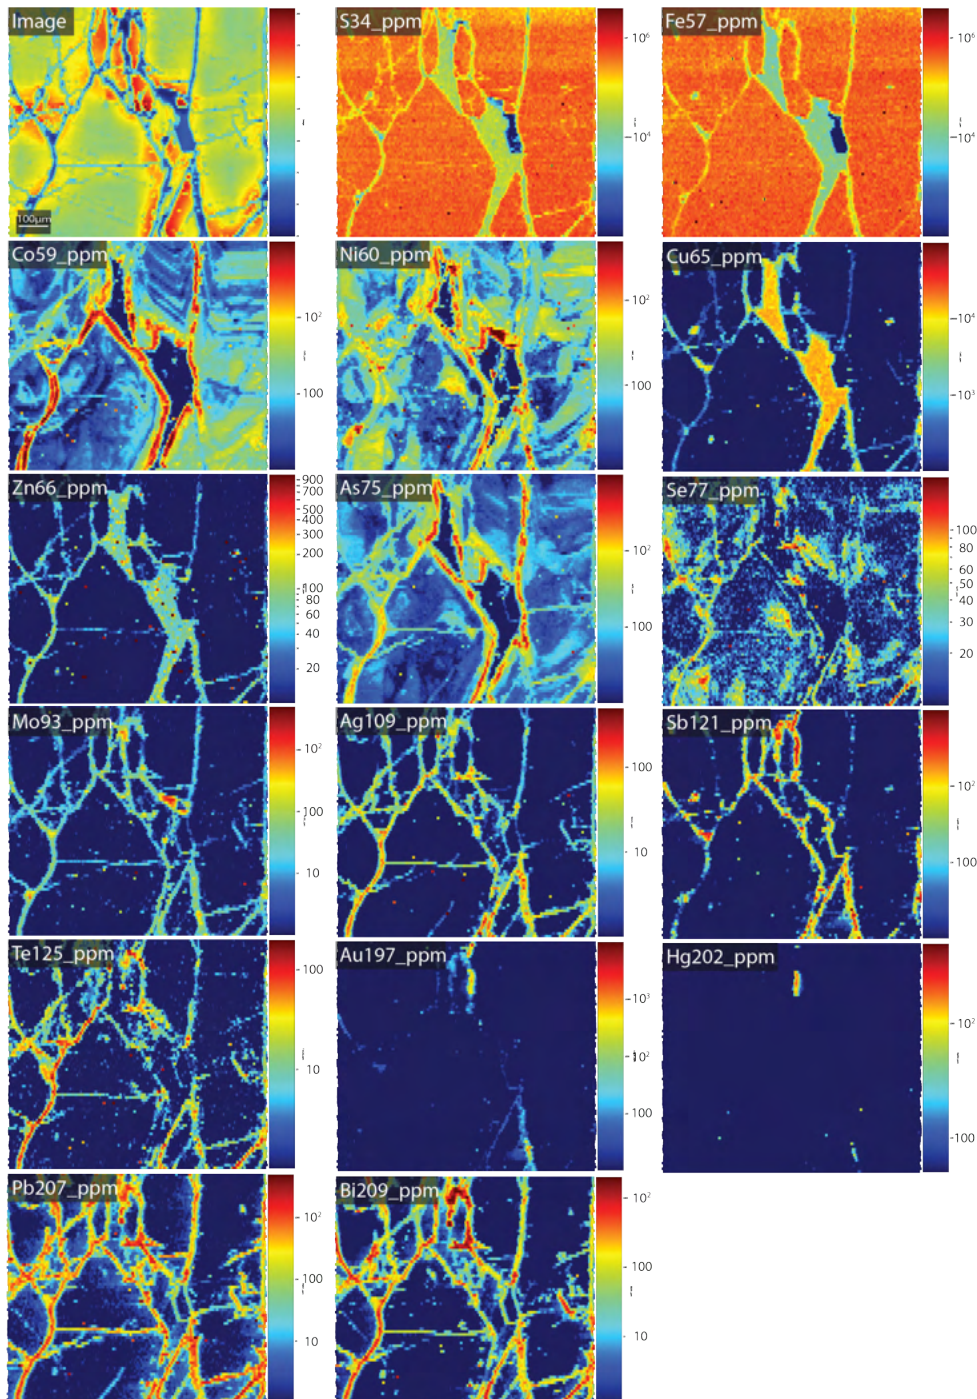 Image
S34_ppm
10⁶
10⁴
Fe57_ppm
10⁶
10⁴
100µm
Co59_ppm
10²
100
Ni60_ppm
10²
100
Cu65_ppm
10⁴
10³
Zn66_ppm
900
700
500
400
300
200
100
80
60
40
20
As75_ppm
10²
100
Se77_ppm
100
80
60
50
40
30
20
Mo93_ppm
10²
100
10
Ag109_ppm
100
10
Sb121_ppm
10²
100
Te125_ppm
100
10
Au197_ppm
10³
10²
100
Hg202_ppm
10²
100
Pb207_ppm
10²
100
10
Bi209_ppm
10²
100
10